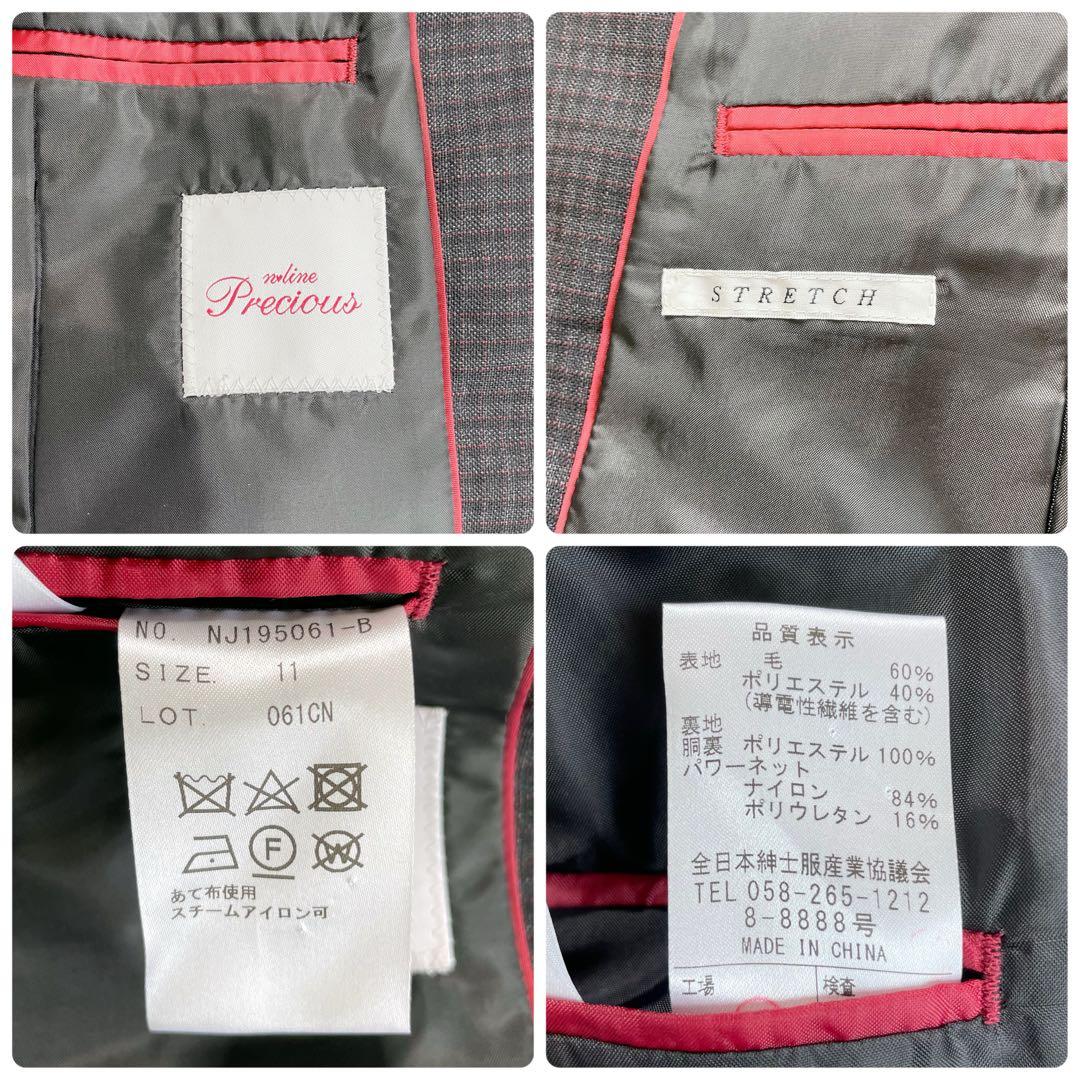 n♥line
Precious
STRETCH
NO. NJ195061-B
SIZE. 11
LOT. 061CN
F
W
あて布使用
スチームアイロン可
品質表示
表地 毛 60%
ポリエステル 40%
(導電性繊維を含む)
裏地
胴裏 ポリエステル 100%
パワーネット
ナイロン 84%
ポリウレタン 16%
全日本紳士服産業協議会
TEL 058-265-1212
8-8888号
MADE IN CHINA
工場 検査